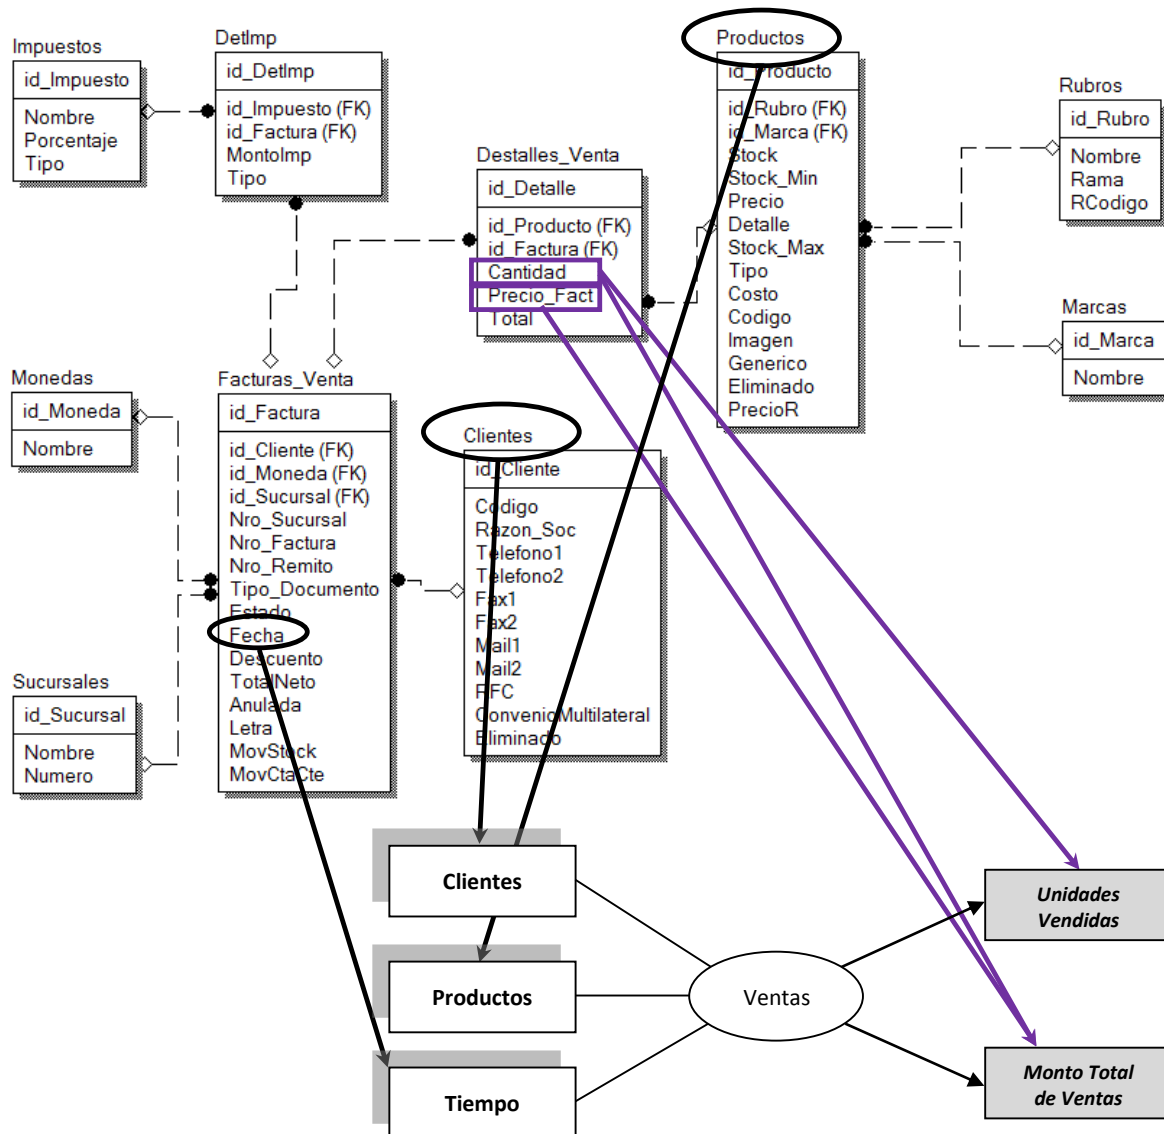 Impuestos
id_Impuesto
Nombre
Porcentaje
Tipo
DetImp
id_DetImp
id_Impuesto (FK)
id_Factura (FK)
MontoImp
Tipo
Destalles_Venta
id_Detalle
id_Producto (FK)
id_Factura (FK)
Cantidad
Precio_Fact
Total
Productos
id_Producto
id_Rubro (FK)
id_Marca (FK)
Stock
Stock_Min
Precio
Detalle
Stock_Max
Tipo
Costo
Codigo
Imagen
Generico
Eliminado
PrecioR
Rubros
id_Rubro
Nombre
Rama
RCodigo
Marcas
id_Marca
Nombre
Monedas
id_Moneda
Nombre
Facturas_Venta
id_Factura
id_Cliente (FK)
id_Moneda (FK)
id_Sucursal (FK)
Nro_Sucursal
Nro_Factura
Nro_Remito
Tipo_Documento
Estado
Fecha
Descuento
TotalNeto
Anulada
Letra
MovStock
MovCtaCte
Clientes
id_Cliente
Codigo
Razon_Soc
Telefono1
Telefono2
Fax1
Fax2
Mail1
Mail2
RFC
ConvenioMultilateral
Eliminado
Sucursales
id_Sucursal
Nombre
Numero
Clientes
Productos
Tiempo
Ventas
Unidades
Vendidas
Monto Total
de Ventas